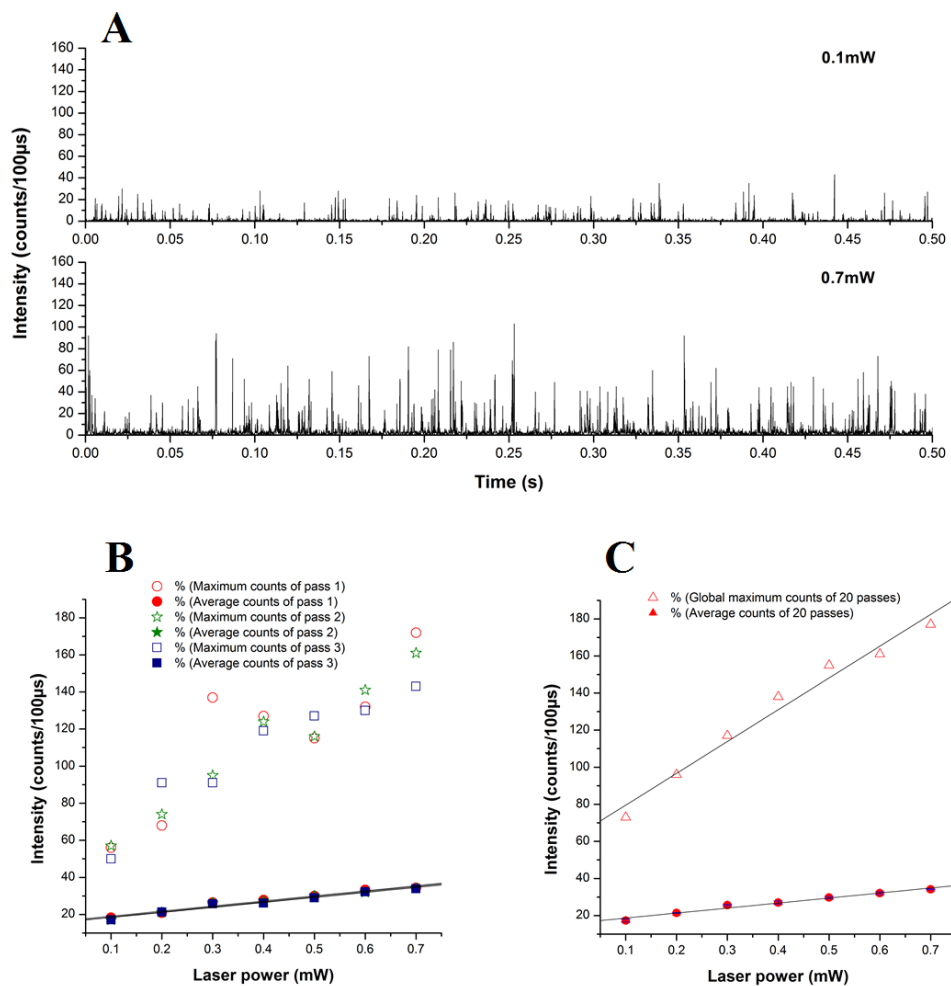 A
Intensity (counts/100µs)
160
140
120
100
80
60
40
20
0
0.1mW
0.00 0.05 0.10 0.15 0.20 0.25 0.30 0.35 0.40 0.45 0.50
160
140
120
100
80
60
40
20
0
0.7mW
0.00 0.05 0.10 0.15 0.20 0.25 0.30 0.35 0.40 0.45 0.50
Time (s)
B
% (Maximum counts of pass 1)
% (Average counts of pass 1)
% (Maximum counts of pass 2)
% (Average counts of pass 2)
% (Maximum counts of pass 3)
% (Average counts of pass 3)
Intensity (counts/100µs)
180
160
140
120
100
80
60
40
20
0.1 0.2 0.3 0.4 0.5 0.6 0.7
Laser power (mW)
C
% (Global maximum counts of 20 passes)
% (Average counts of 20 passes)
Intensity (counts/100µs)
180
160
140
120
100
80
60
40
20
0.1 0.2 0.3 0.4 0.5 0.6 0.7
Laser power (mW)